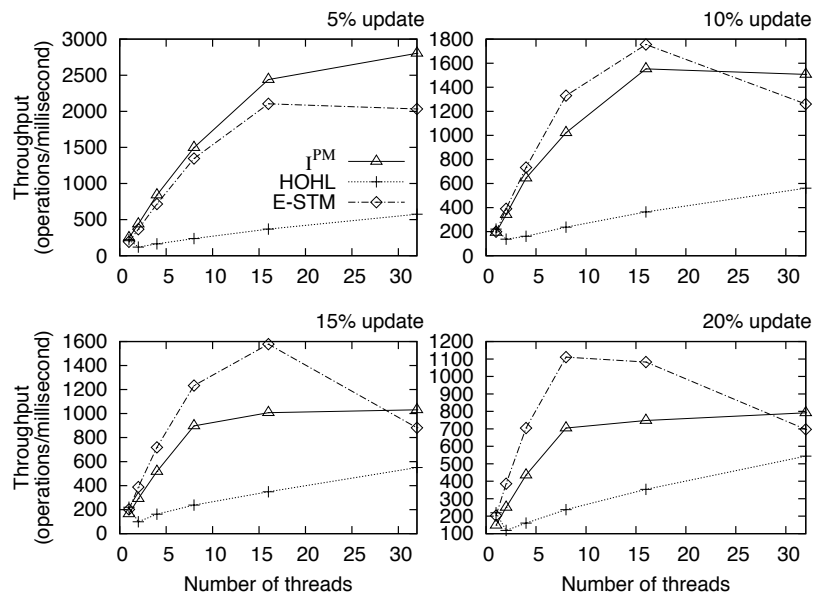 5% update
10% update
Throughput
(operations/millisecond)
3000
2500
2000
1500
1000
500
0
0 5 10 15 20 25 30
I^PM
HOHL
E-STM
1800
1600
1400
1200
1000
800
600
400
200
0
0 5 10 15 20 25 30
15% update
20% update
Throughput
(operations/millisecond)
1600
1400
1200
1000
800
600
400
200
0
0 5 10 15 20 25 30
Number of threads
1200
1100
1000
900
800
700
600
500
400
300
200
100
0 5 10 15 20 25 30
Number of threads